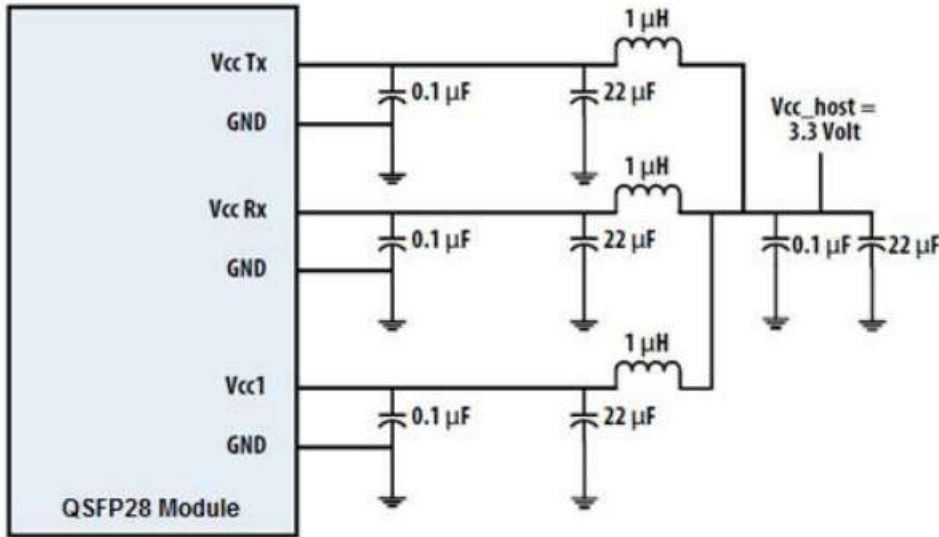 1 µH
Vcc Tx
0.1 µF
22 µF
GND
Vcc_host =
3.3 Volt
1 µH
Vcc Rx
0.1 µF
22 µF
0.1 µF
22 µF
GND
1 µH
Vcc1
0.1 µF
22 µF
GND
QSFP28 Module